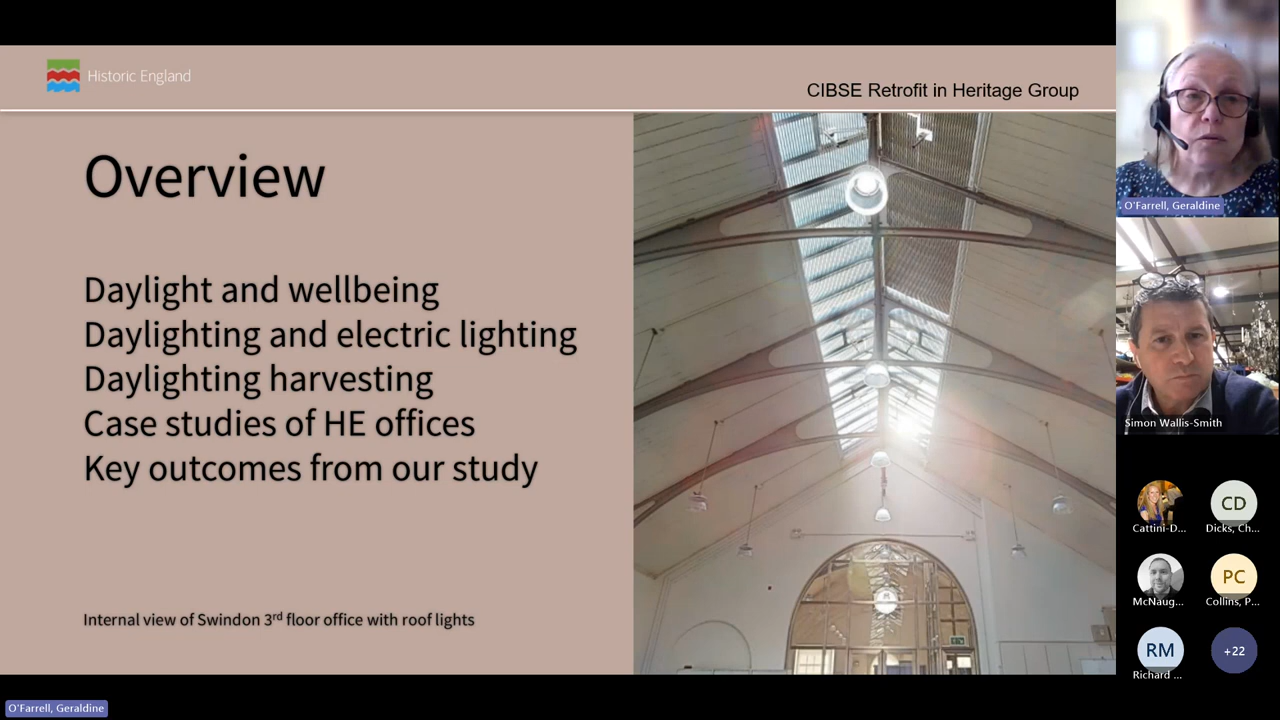 Historic England
CIBSE Retrofit in Heritage Group
Overview
Daylight and wellbeing
Daylighting and electric lighting
Daylighting harvesting
Case studies of HE offices
Key outcomes from our study
Internal view of Swindon 3rd floor office with roof lights
O'Farrell, Geraldine
Simon Wallis-Smith
Cattini-D...
CD
Dicks, Ch...
McNaug...
PC
Collins, P...
RM
Richard ...
+22
O'Farrell, Geraldine